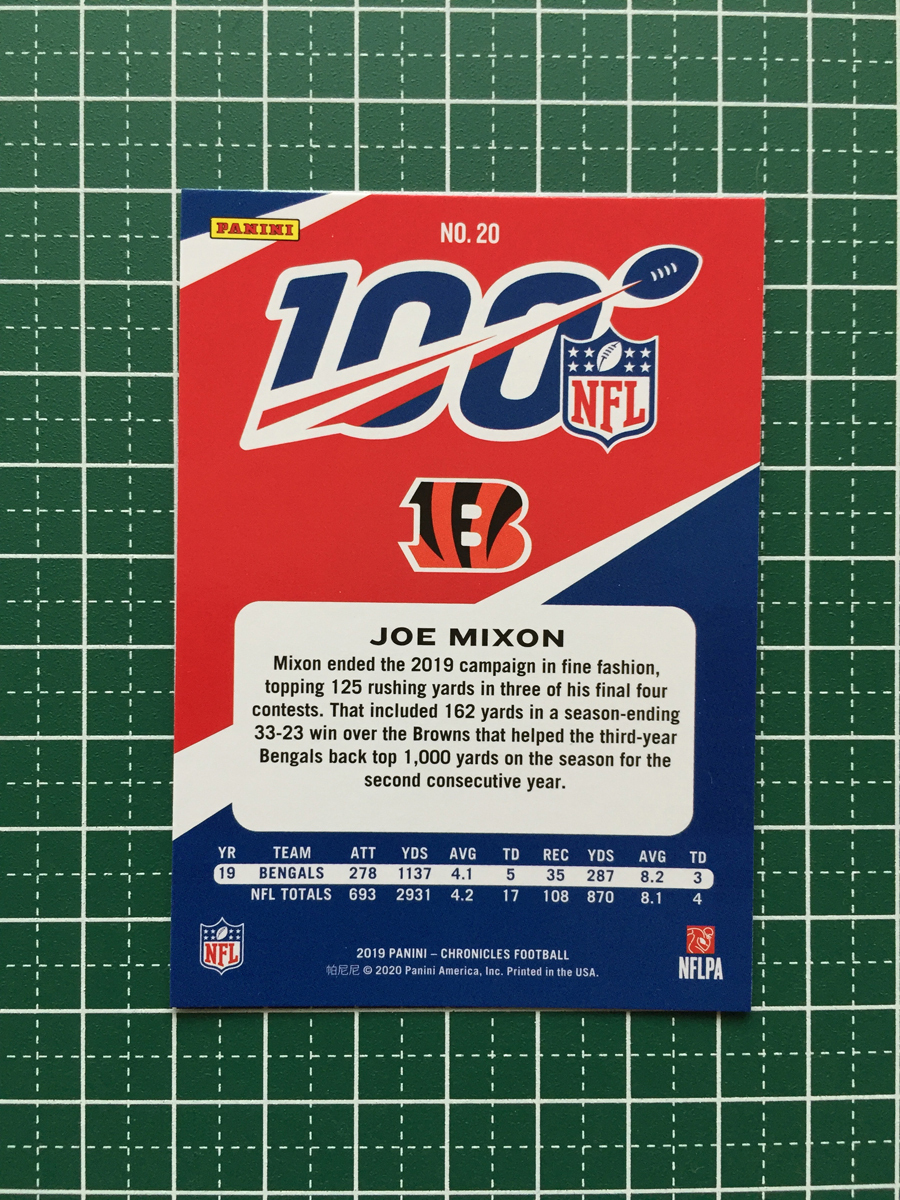 PANINI
NO. 20
100
NFL
B
JOE MIXON
Mixon ended the 2019 campaign in fine fashion,
topping 125 rushing yards in three of his final four
contests. That included 162 yards in a season-ending
33-23 win over the Browns that helped the third-year
Bengals back top 1,000 yards on the season for the
second consecutive year.
YR TEAM ATT YDS AVG TD REC YDS AVG TD
19 BENGALS 278 1137 4.1 5 35 287 8.2 3
NFL TOTALS 693 2931 4.2 17 108 870 8.1 4
NFL
2019 PANINI – CHRONICLES FOOTBALL
帕尼尼 © 2020 Panini America, Inc. Printed in the USA.
NFLPA